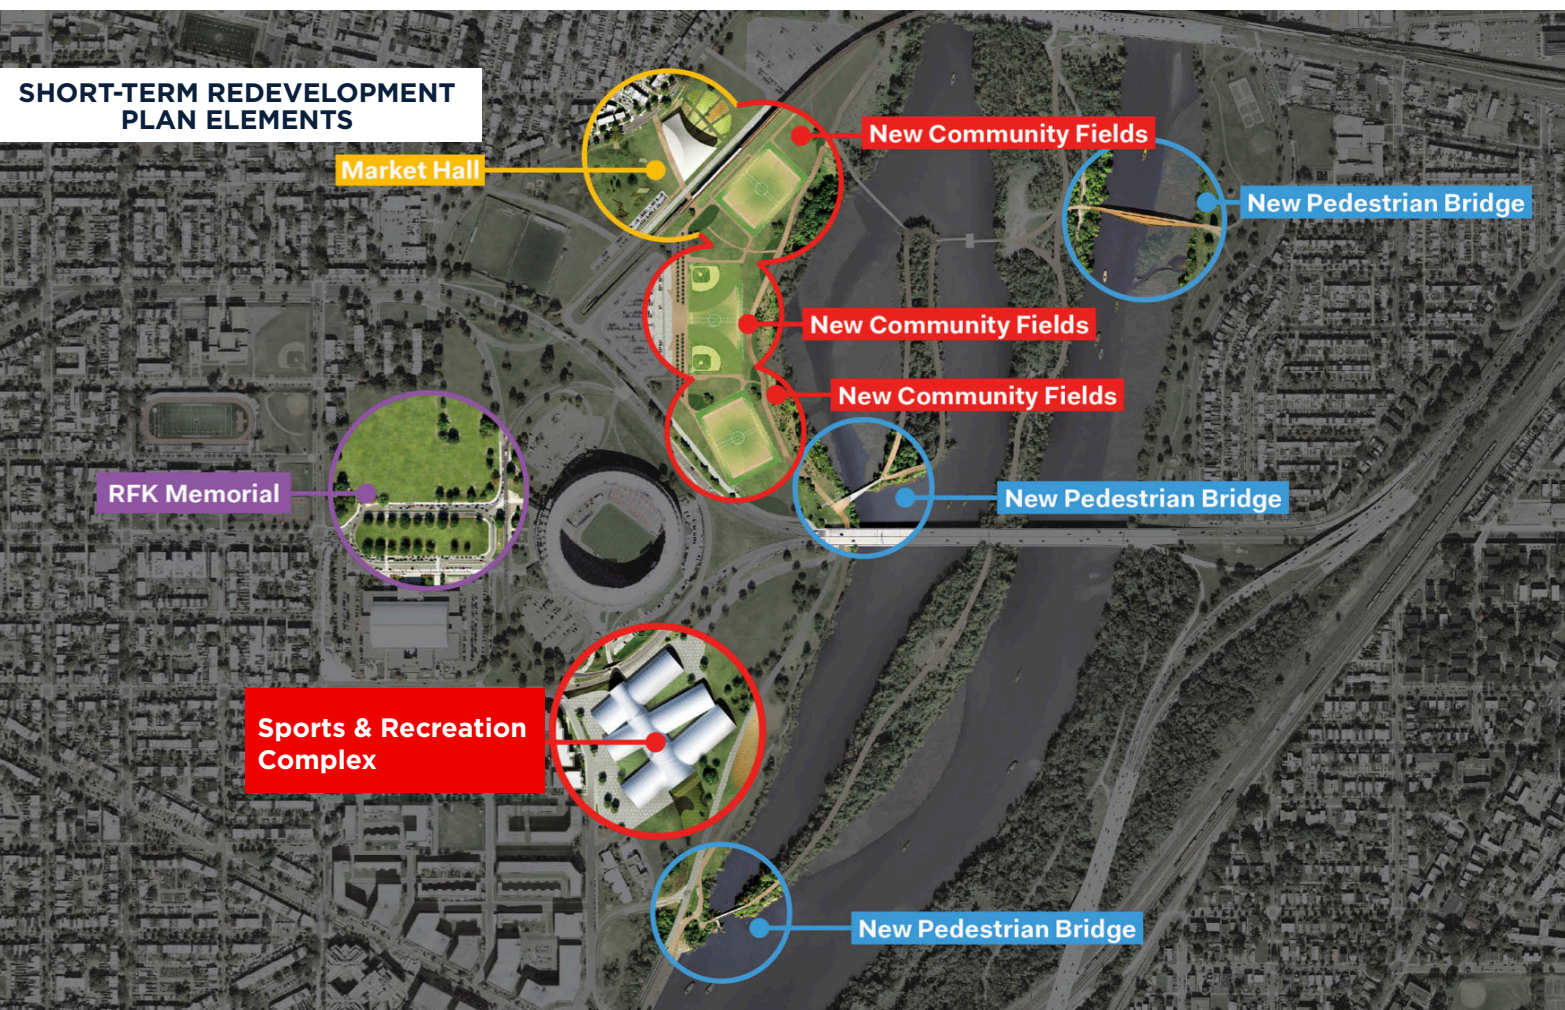 SHORT-TERM REDEVELOPMENT
PLAN ELEMENTS
New Community Fields
Market Hall
New Pedestrian Bridge
New Community Fields
New Community Fields
RFK Memorial
New Pedestrian Bridge
Sports & Recreation
Complex
New Pedestrian Bridge